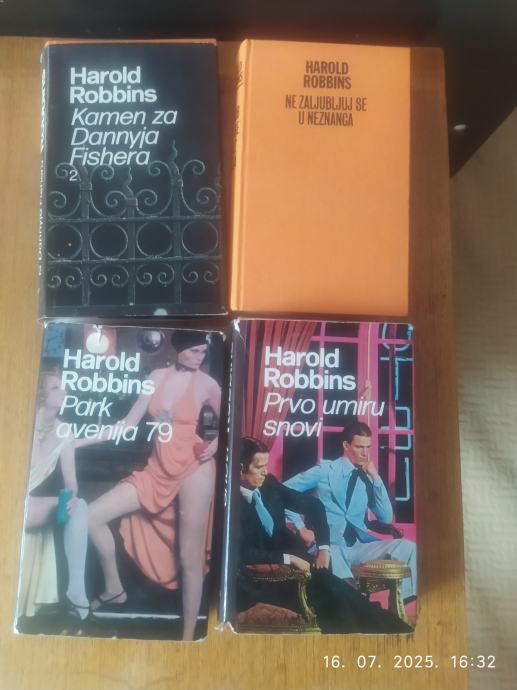 Harold
Robbins
Kamen za
Dannyja
Fishera
2
HAROLD
ROBBINS
NE ZALJUBLJUJ SE
U NEZNANCA
Harold
Robbins
Park
avenija 79
Harold
Robbins
Prvo umiru
snovi
16. 07. 2025. 16:32